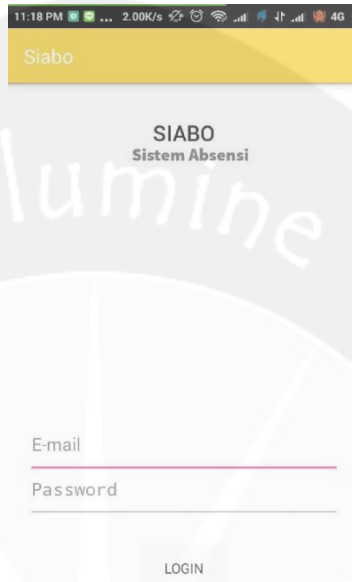 11:18 PM ... 2.00K/s 4G
Siabo
SIABO
Sistem Absensi
lumine
E-mail
Password
LOGIN